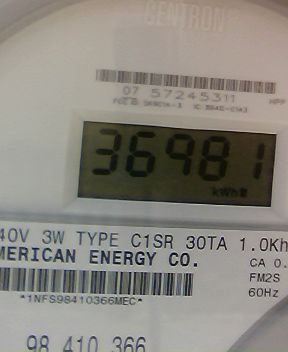 CENTRON
07 57245311
36981
kWh
40V 3W TYPE C1SR 30TA 1.0Kh
MERICAN ENERGY CO.
CA 0.
FM2S
60Hz
*1NFS98410366MEC*
98 410 366